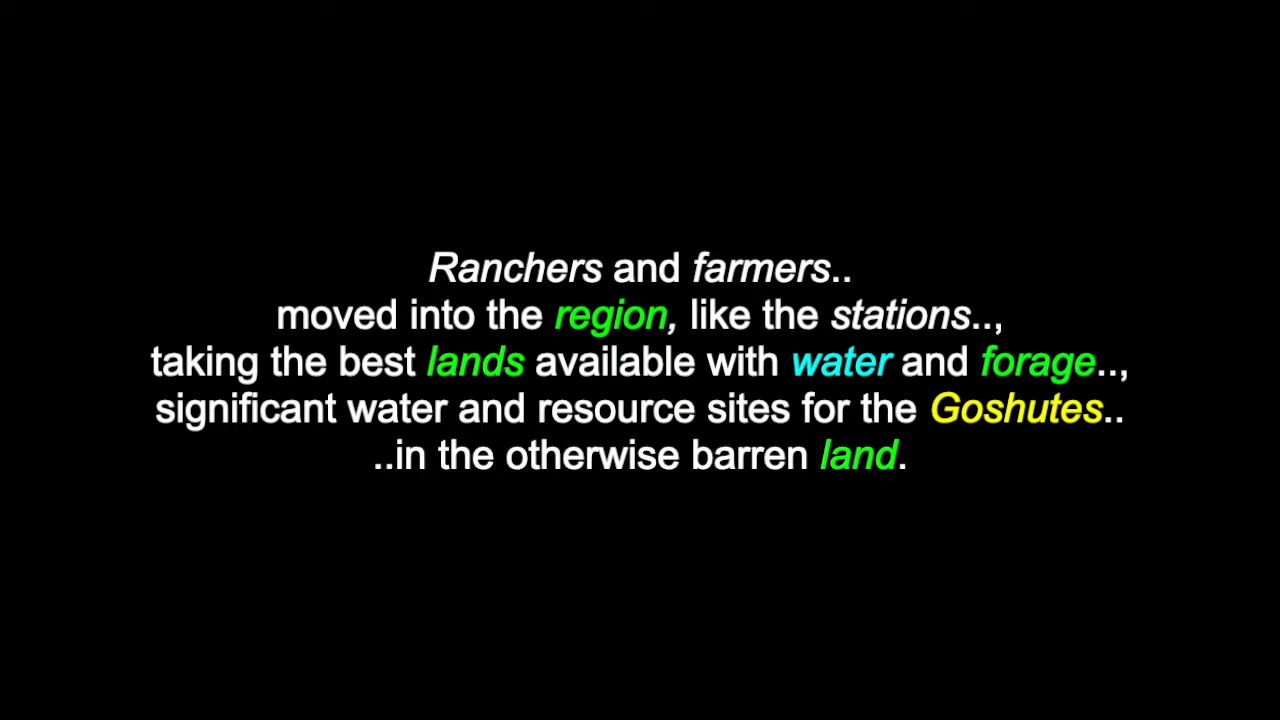 Ranchers and farmers..
moved into the region, like the stations..,
taking the best lands available with water and forage..,
significant water and resource sites for the Goshutes..
..in the otherwise barren land.